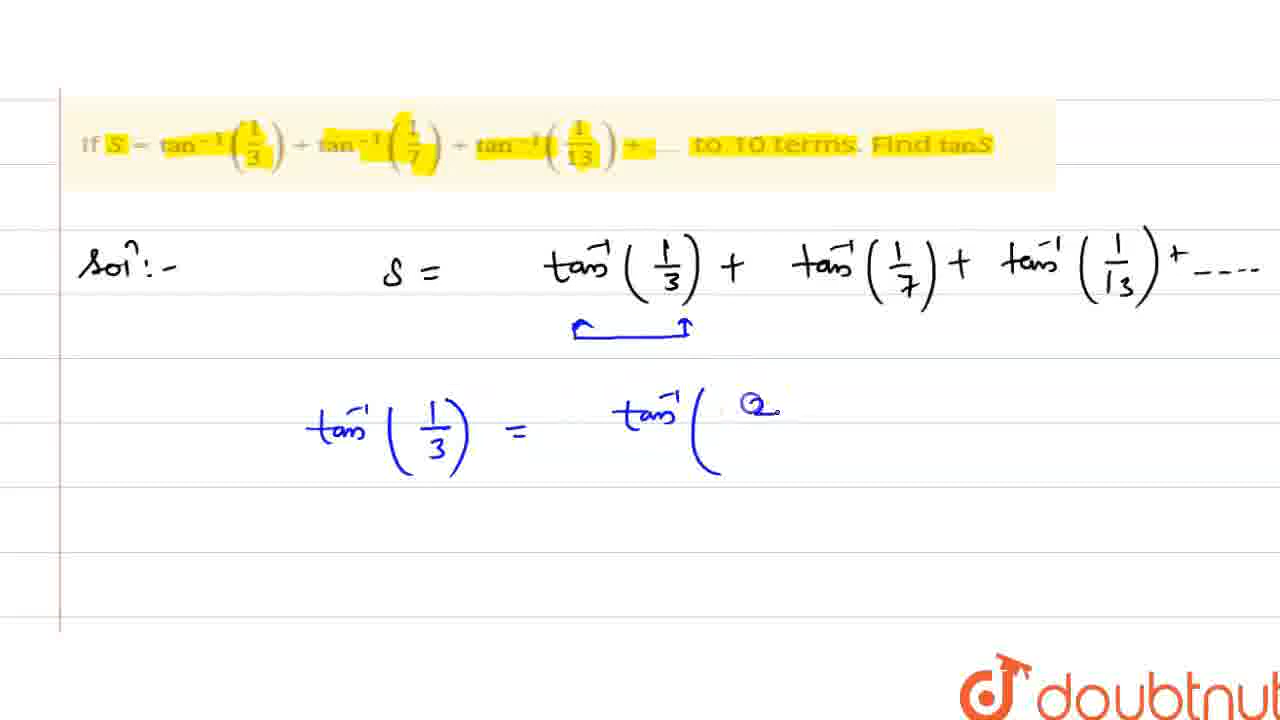 If S = tan⁻¹(1/3) + tan⁻¹(1/7) + tan⁻¹(1/13) + .... to 10 terms. Find tanS
Solⁿ:- S = tan⁻¹(1/3) + tan⁻¹(1/7) + tan⁻¹(1/13) + ----
tan⁻¹(1/3) = tan⁻¹( 2
doubtnut